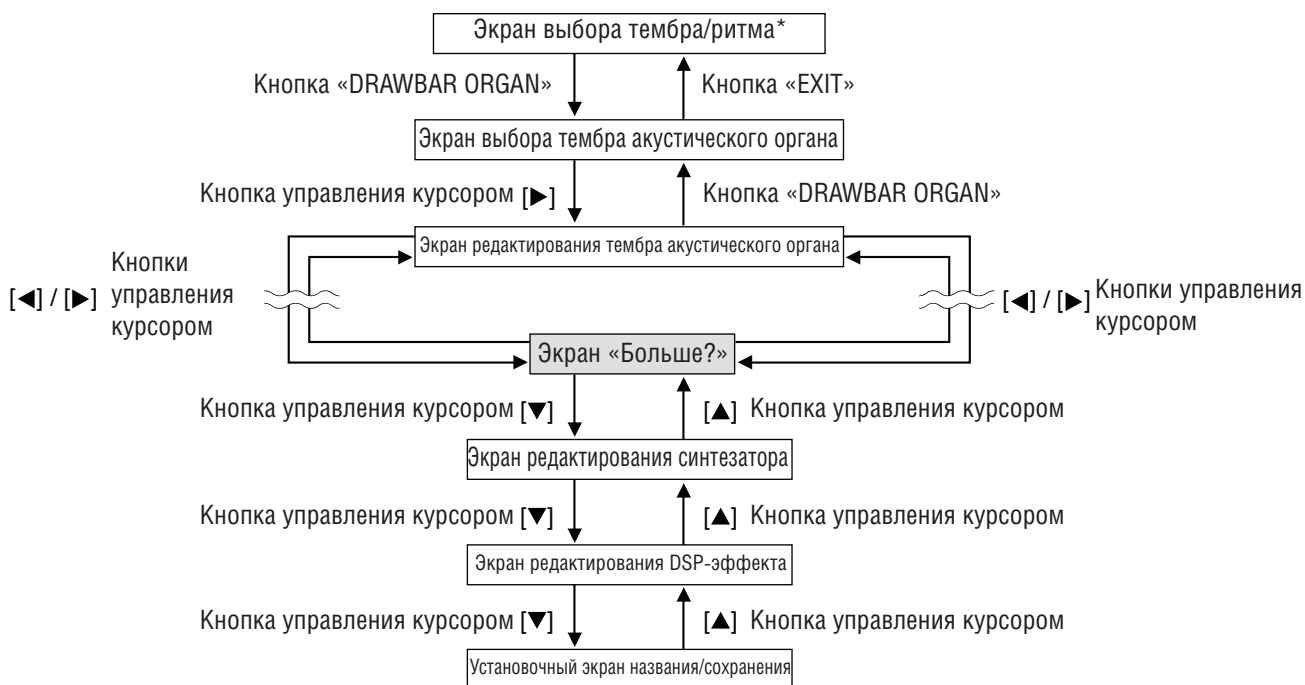 Экран выбора тембра/ритма*
Кнопка «DRAWBAR ORGAN»
Кнопка «EXIT»
Экран выбора тембра акустического органа
Кнопка управления курсором [▶]
Кнопка «DRAWBAR ORGAN»
Экран редактирования тембра акустического органа
[◀] / [▶]
Кнопки
управления
курсором
[◀] / [▶]
Кнопки управления
курсором
Экран «Больше?»
Кнопка управления курсором [▼]
[▲] Кнопка управления курсором
Экран редактирования синтезатора
Кнопка управления курсором [▼]
[▲] Кнопка управления курсором
Экран редактирования DSP-эффекта
Кнопка управления курсором [▼]
[▲] Кнопка управления курсором
Установочный экран названия/сохранения